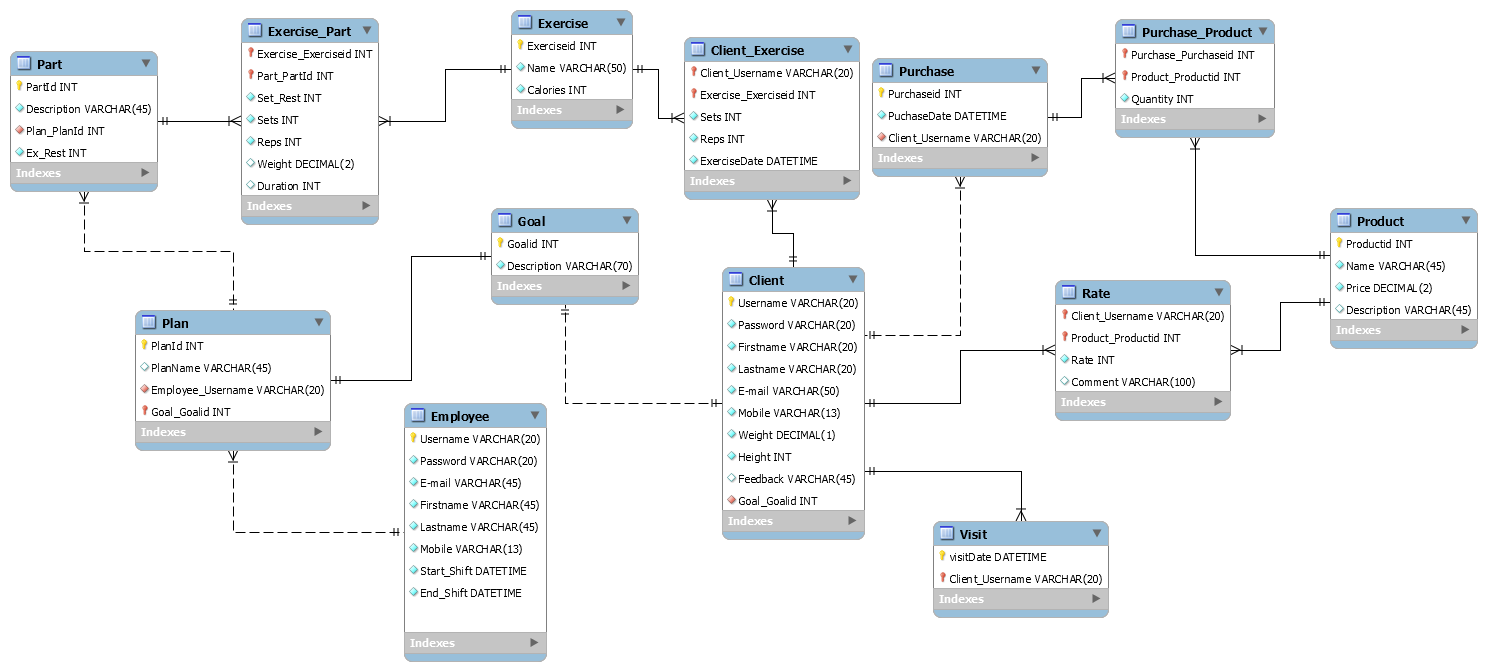 Part
PartId INT
Description VARCHAR(45)
Plan_PlanId INT
Ex_Rest INT
Indexes
Exercise_Part
Exercise_Exerciseid INT
Part_PartId INT
Set_Rest INT
Sets INT
Reps INT
Weight DECIMAL(2)
Duration INT
Indexes
Exercise
Exerciseid INT
Name VARCHAR(50)
Calories INT
Indexes
Client_Exercise
Client_Username VARCHAR(20)
Exercise_Exerciseid INT
Sets INT
Reps INT
ExerciseDate DATETIME
Indexes
Purchase
Purchaseid INT
PuchaseDate DATETIME
Client_Username VARCHAR(20)
Indexes
Purchase_Product
Purchase_Purchaseid INT
Product_Productid INT
Quantity INT
Indexes
Goal
Goalid INT
Description VARCHAR(70)
Indexes
Product
Productid INT
Name VARCHAR(45)
Price DECIMAL(2)
Description VARCHAR(45)
Indexes
Client
Username VARCHAR(20)
Password VARCHAR(20)
Firstname VARCHAR(20)
Lastname VARCHAR(20)
E-mail VARCHAR(50)
Mobile VARCHAR(13)
Weight DECIMAL(1)
Height INT
Feedback VARCHAR(45)
Goal_Goalid INT
Indexes
Rate
Client_Username VARCHAR(20)
Product_Productid INT
Rate INT
Comment VARCHAR(100)
Indexes
Plan
PlanId INT
PlanName VARCHAR(45)
Employee_Username VARCHAR(20)
Goal_Goalid INT
Indexes
Employee
Username VARCHAR(20)
Password VARCHAR(20)
E-mail VARCHAR(45)
Firstname VARCHAR(45)
Lastname VARCHAR(45)
Mobile VARCHAR(13)
Start_Shift DATETIME
End_Shift DATETIME
Indexes
Visit
visitDate DATETIME
Client_Username VARCHAR(20)
Indexes